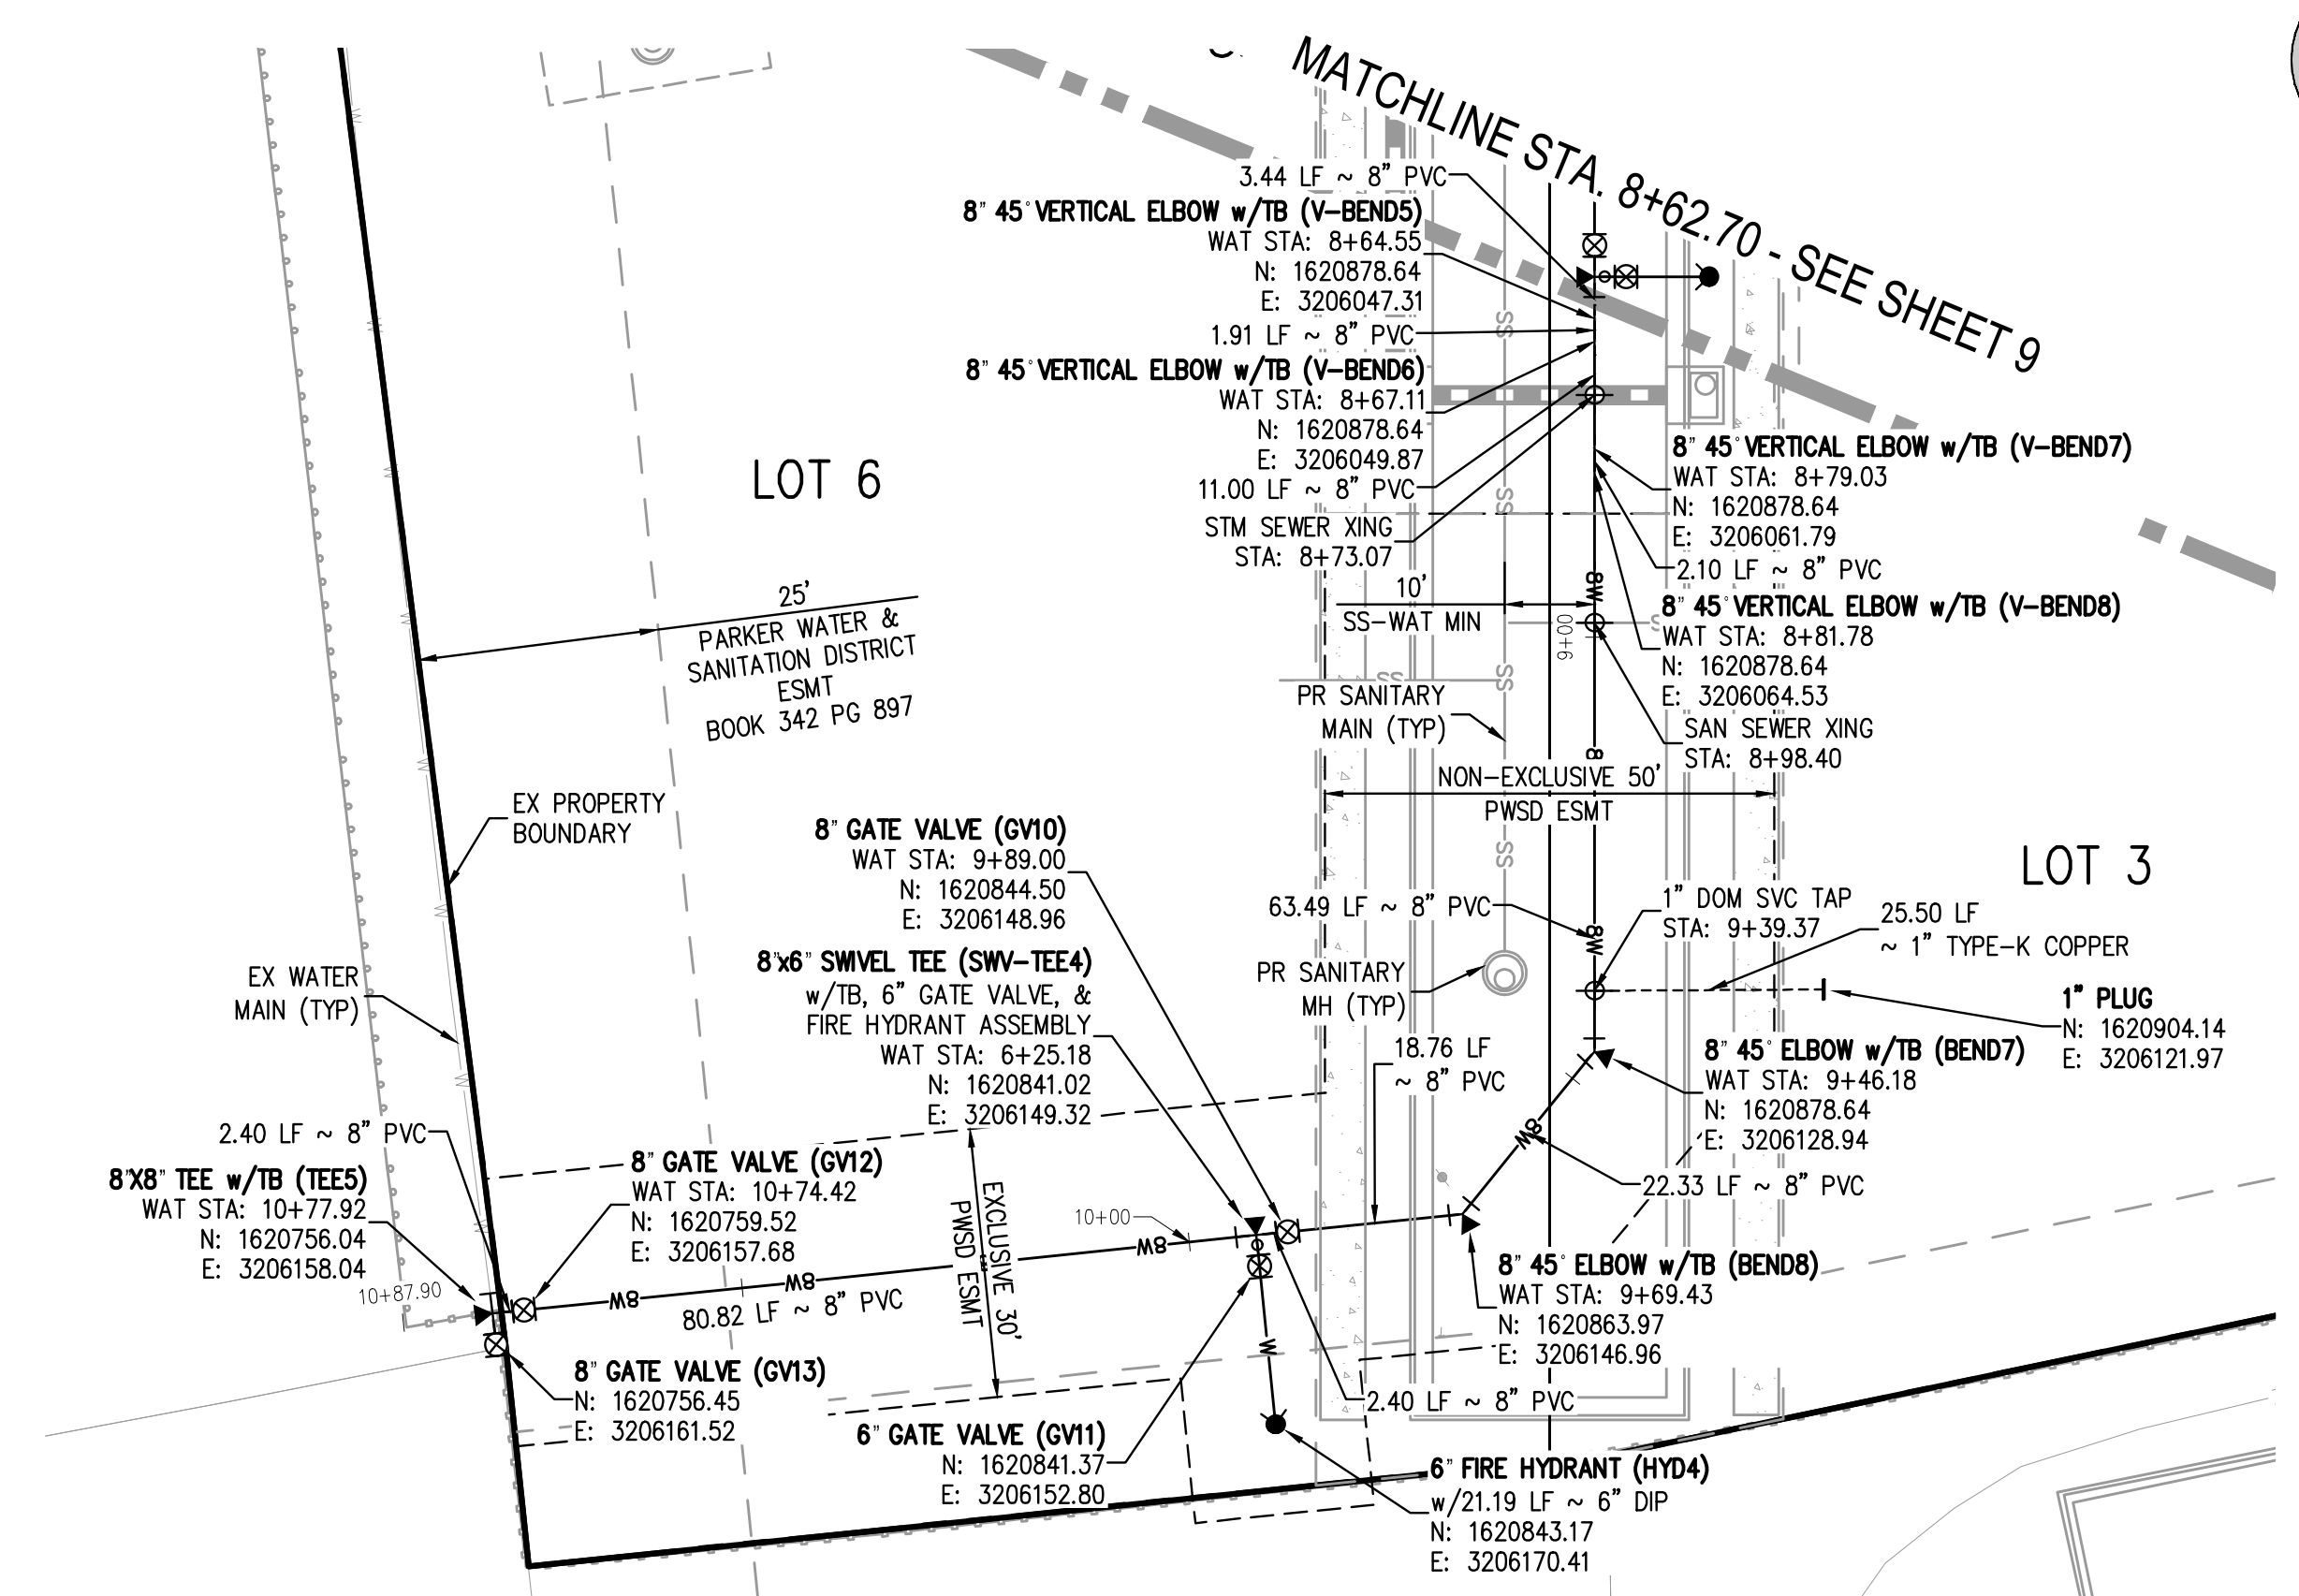 MATCHLINE STA. 8+62.70 - SEE SHEET 9
3.44 LF ~ 8" PVC
8" 45° VERTICAL ELBOW w/TB (V-BEND5)
WAT STA: 8+64.55
N: 1620878.64
E: 3206047.31
1.91 LF ~ 8" PVC
8" 45° VERTICAL ELBOW w/TB (V-BEND6)
WAT STA: 8+67.11
N: 1620878.64
E: 3206049.87
11.00 LF ~ 8" PVC
STM SEWER XING
STA: 8+73.07
8" 45° VERTICAL ELBOW w/TB (V-BEND7)
WAT STA: 8+79.03
N: 1620878.64
E: 3206061.79
2.10 LF ~ 8" PVC
8" 45° VERTICAL ELBOW w/TB (V-BEND8)
WAT STA: 8+81.78
N: 1620878.64
E: 3206064.53
SAN SEWER XING
STA: 8+98.40
LOT 6
25'
PARKER WATER &
SANITATION DISTRICT
ESMT
BOOK 342 PG 897
10'
SS-WAT MIN
9+00
8W
8
SS
SS
SS
SS
SS
PR SANITARY
MAIN (TYP)
NON-EXCLUSIVE 50'
PWSD ESMT
EX PROPERTY
BOUNDARY
LOT 3
8" GATE VALVE (GV10)
WAT STA: 9+89.00
N: 1620844.50
E: 3206148.96
63.49 LF ~ 8" PVC
8W
1" DOM SVC TAP
STA: 9+39.37
25.50 LF
~ 1" TYPE-K COPPER
1" PLUG
N: 1620904.14
E: 3206121.97
EX WATER
MAIN (TYP)
8"x6" SWIVEL TEE (SWV-TEE4)
w/TB, 6" GATE VALVE, &
FIRE HYDRANT ASSEMBLY
WAT STA: 6+25.18
N: 1620841.02
E: 3206149.32
PR SANITARY
MH (TYP)
18.76 LF
~ 8" PVC
8" 45° ELBOW w/TB (BEND7)
WAT STA: 9+46.18
N: 1620878.64
E: 3206128.94
8W
22.33 LF ~ 8" PVC
2.40 LF ~ 8" PVC
8"X8" TEE w/TB (TEE5)
WAT STA: 10+77.92
N: 1620756.04
E: 3206158.04
10+87.90
8" GATE VALVE (GV12)
WAT STA: 10+74.42
N: 1620759.52
E: 3206157.68
EXCLUSIVE 30'
PWSD ESMT
10+00
8W
8W
8W
80.82 LF ~ 8" PVC
W
W
W
W
W
W
W
W
W
W
8" 45° ELBOW w/TB (BEND8)
WAT STA: 9+69.43
N: 1620863.97
E: 3206146.96
8" GATE VALVE (GV13)
N: 1620756.45
E: 3206161.52
2.40 LF ~ 8" PVC
6" GATE VALVE (GV11)
N: 1620841.37
E: 3206152.80
6" FIRE HYDRANT (HYD4)
w/21.19 LF ~ 6" DIP
N: 1620843.17
E: 3206170.41